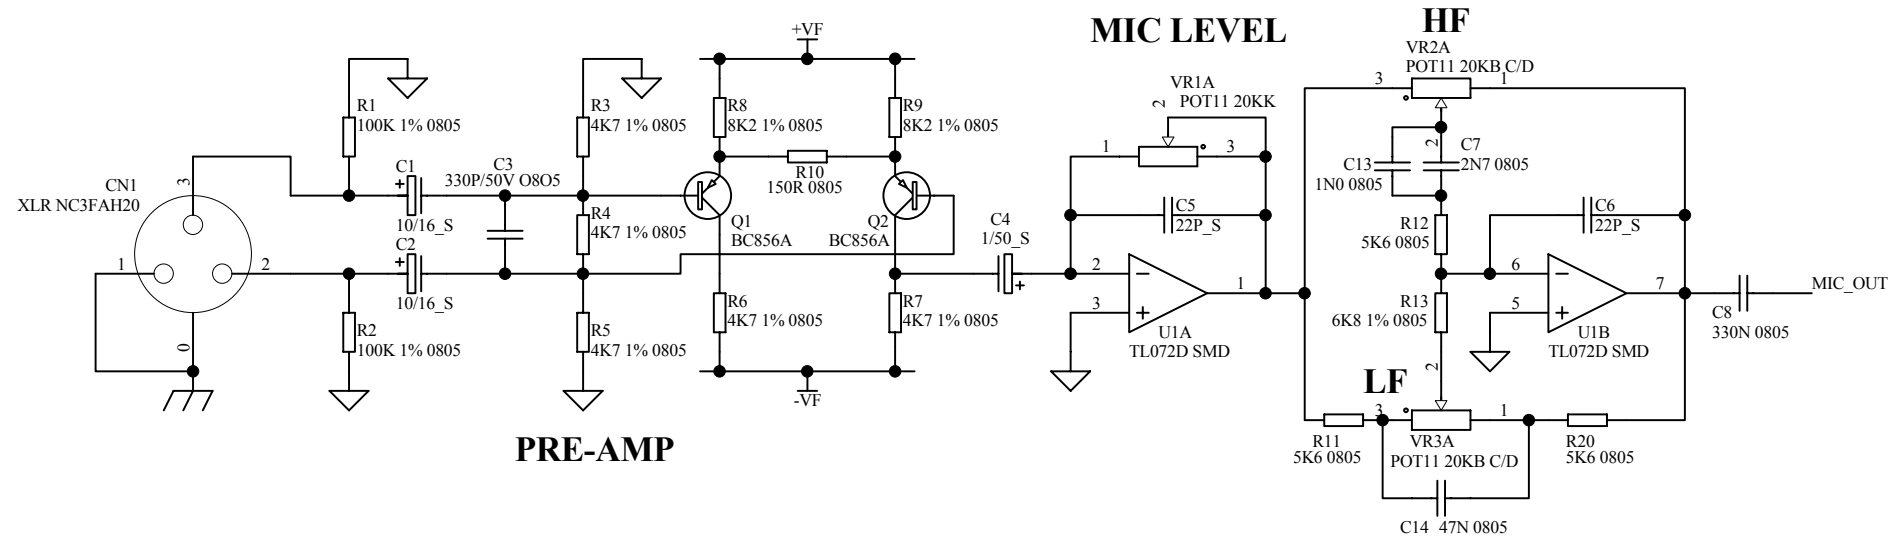 MIC LEVEL
HF
+VF
VR2A
POT11 20KB C/D
3
1
VR1A
POT11 20KK
2
1
3
R1
100K 1% 0805
R3
4K7 1% 0805
R8
8K2 1% 0805
R9
8K2 1% 0805
R10
150R 0805
CN1
XLR NC3FAH20
3
1
2
0
C1
+
10/16_S
C2
+
10/16_S
C3
330P/50V O8O5
R4
4K7 1% 0805
Q1
BC856A
Q2
BC856A
C4
1/50_S
+
C5
22P_S
2
C13
1N0 0805
C7
2N7 0805
R12
5K6 0805
C6
22P_S
R2
100K 1% 0805
R5
4K7 1% 0805
R6
4K7 1% 0805
R7
4K7 1% 0805
2
3
1
−
+
U1A
TL072D SMD
R13
6K8 1% 0805
6
5
7
−
+
U1B
TL072D SMD
C8
330N 0805
MIC_OUT
-VF
PRE-AMP
LF
2
3
1
R11
5K6 0805
VR3A
POT11 20KB C/D
R20
5K6 0805
C14 47N 0805